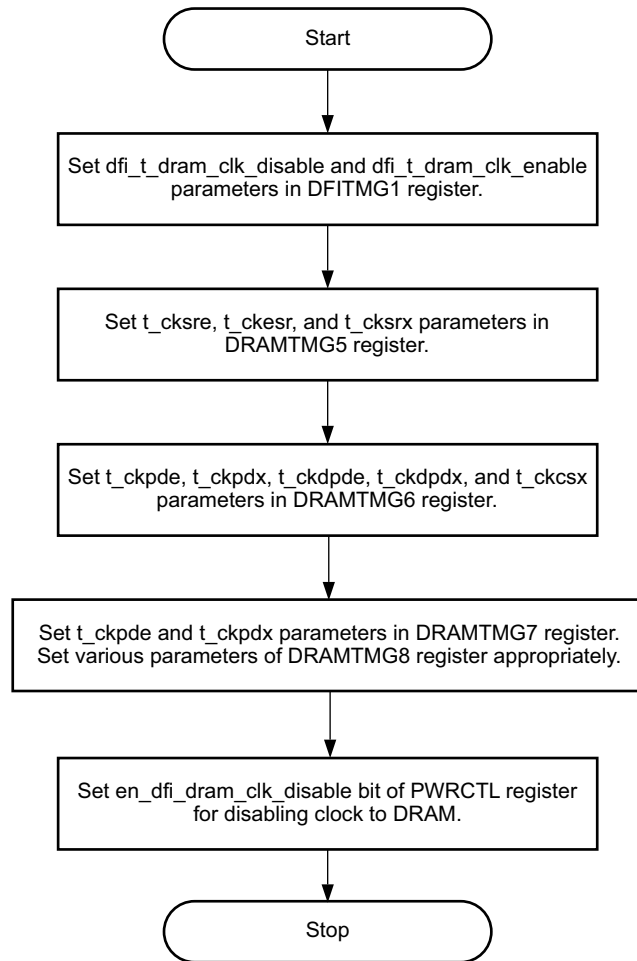 Start
Set dfi_t_dram_clk_disable and dfi_t_dram_clk_enable
parameters in DFITMG1 register.
Set t_cksre, t_ckesr, and t_cksrx parameters in
DRAMTMG5 register.
Set t_ckpde, t_ckpdx, t_ckdpde, t_ckdpdx, and t_ckcsx
parameters in DRAMTMG6 register.
Set t_ckpde and t_ckpdx parameters in DRAMTMG7 register.
Set various parameters of DRAMTMG8 register appropriately.
Set en_dfi_dram_clk_disable bit of PWRCTL register
for disabling clock to DRAM.
Stop